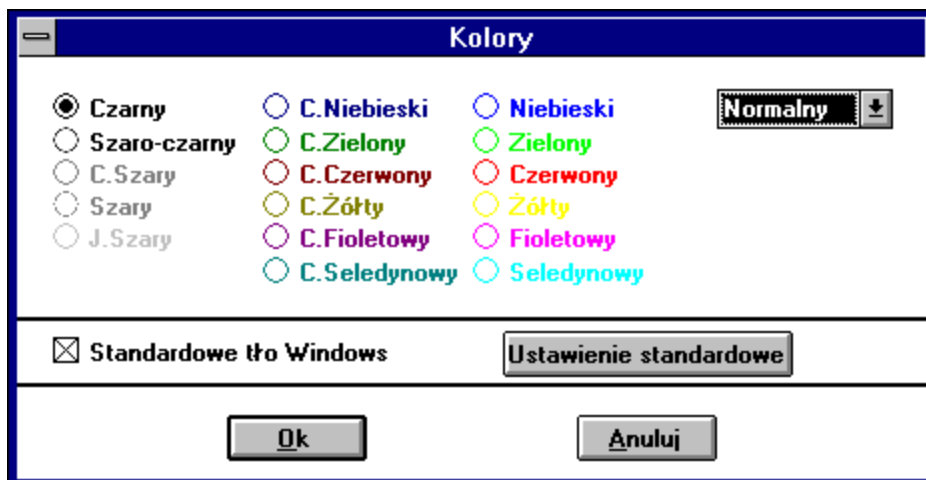 Kolory
Czarny C.Niebieski Niebieski Normalny
Szaro-czarny C.Zielony Zielony
C.Szary C.Czerwony Czerwony
Szary C.Żółty Żółty
J.Szary C.Fioletowy Fioletowy
C.Seledynowy Seledynowy
Standardowe tło Windows Ustawienie standardowe
Ok Anuluj